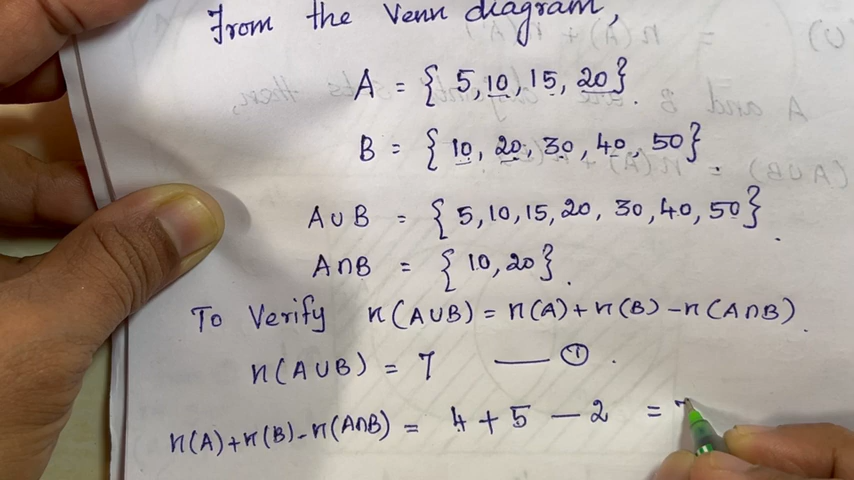 From the Venn diagram,
A = { 5, 10, 15, 20 }.
B = { 10, 20, 30, 40, 50 }
A∪B = { 5, 10, 15, 20, 30, 40, 50 }.
A∩B = { 10, 20 }.
To Verify n(A∪B) = n(A) + n(B) - n(A∩B).
n(A∪B) = 7 —— ①.
n(A) + n(B) - n(A∩B) = 4 + 5 - 2 =